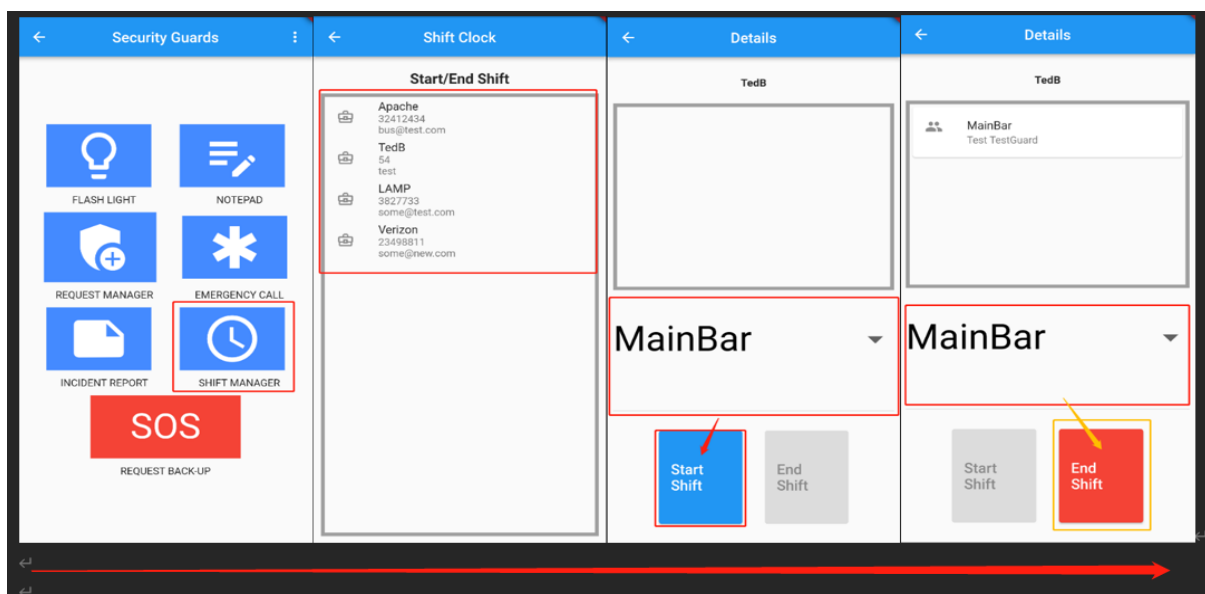 Security Guards
FLASH LIGHT
NOTEPAD
REQUEST MANAGER
EMERGENCY CALL
INCIDENT REPORT
SHIFT MANAGER
SOS
REQUEST BACK-UP
Shift Clock
Start/End Shift
Apache
32412434
bus@test.com
TedB
54
test
LAMP
3827733
some@test.com
Verizon
23498811
some@new.com
Details
TedB
MainBar
Start
Shift
End
Shift
Details
TedB
MainBar
Test TestGuard
MainBar
Start
Shift
End
Shift